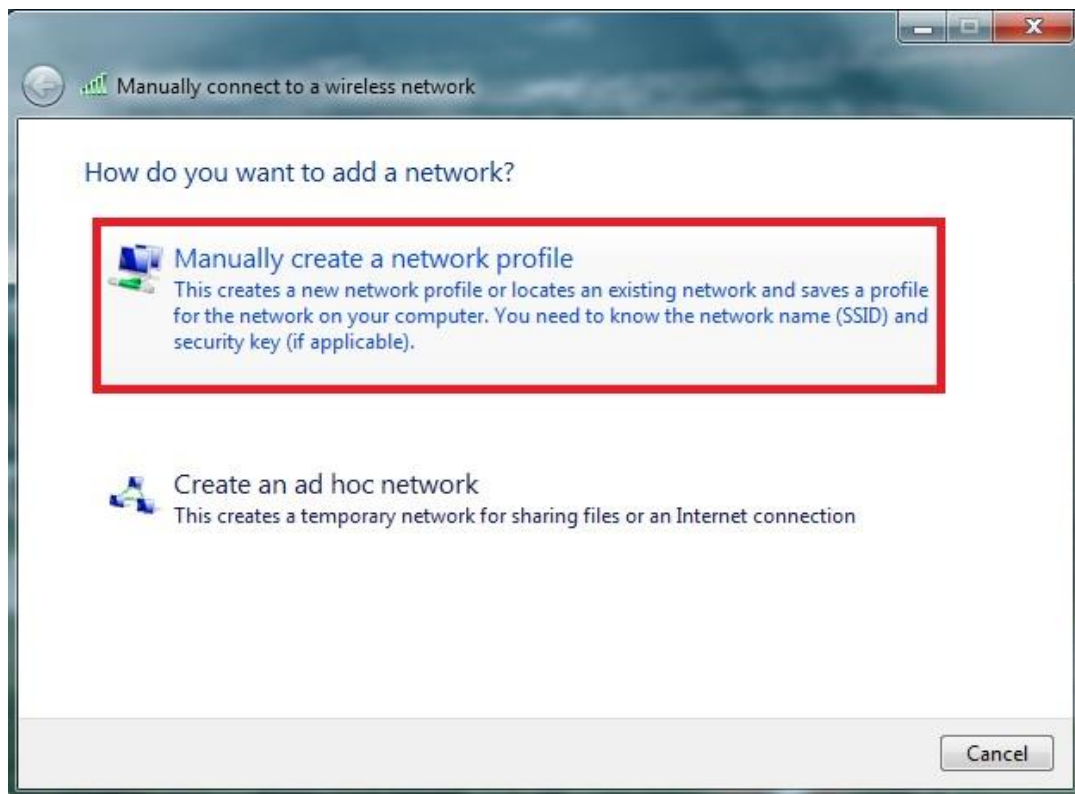 Manually connect to a wireless network
How do you want to add a network?
Manually create a network profile
This creates a new network profile or locates an existing network and saves a profile
for the network on your computer. You need to know the network name (SSID) and
security key (if applicable).
Create an ad hoc network
This creates a temporary network for sharing files or an Internet connection
Cancel